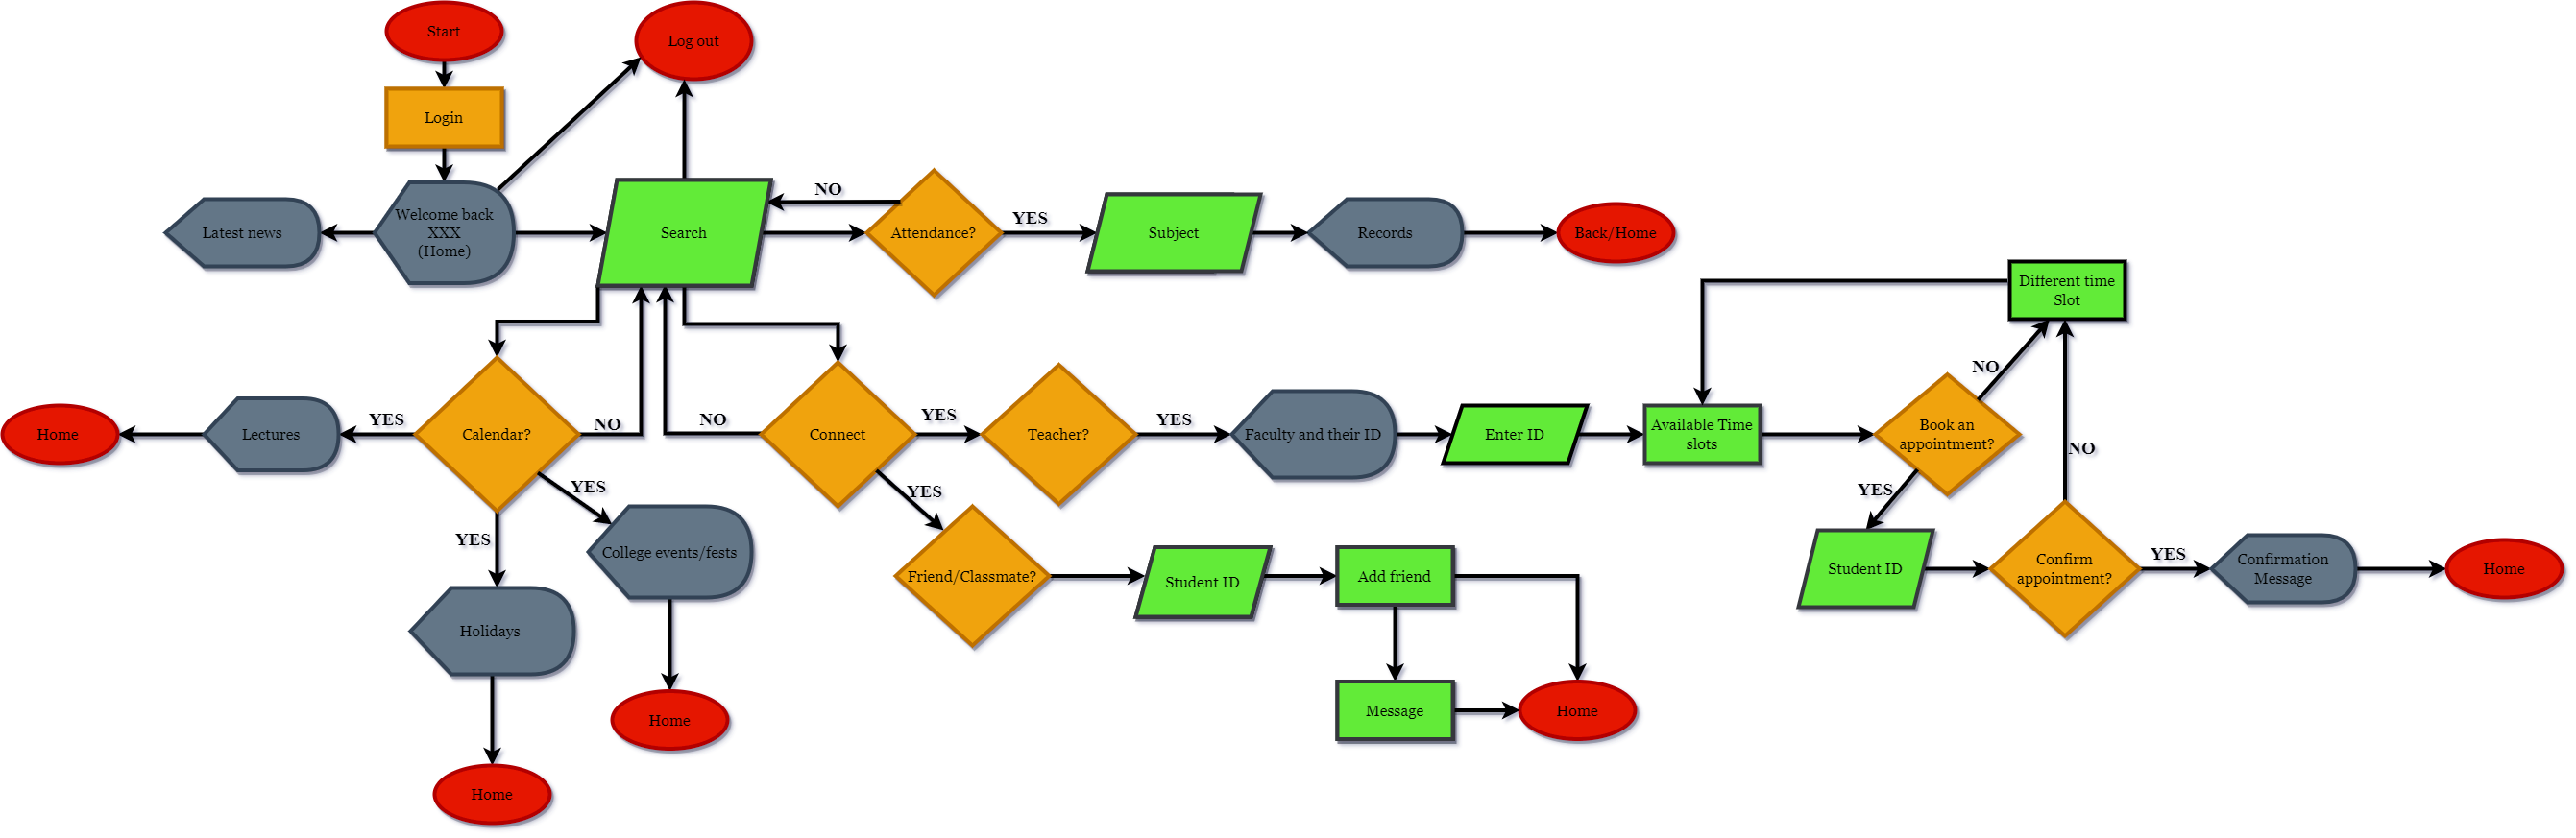 Start
Log out
Login
Welcome back
XXX
(Home)
Latest news
Search
NO
Attendance?
YES
Subject
Records
Back/Home
Different time
Slot
Home
Lectures
YES
Calendar?
NO
NO
Connect
YES
Teacher?
YES
Faculty and their ID
Enter ID
Available Time
slots
Book an
appointment?
NO
NO
YES
YES
YES
YES
College events/fests
Holidays
Friend/Classmate?
Student ID
Add friend
Student ID
Confirm
appointment?
YES
Confirmation
Message
Home
Home
Message
Home
Home